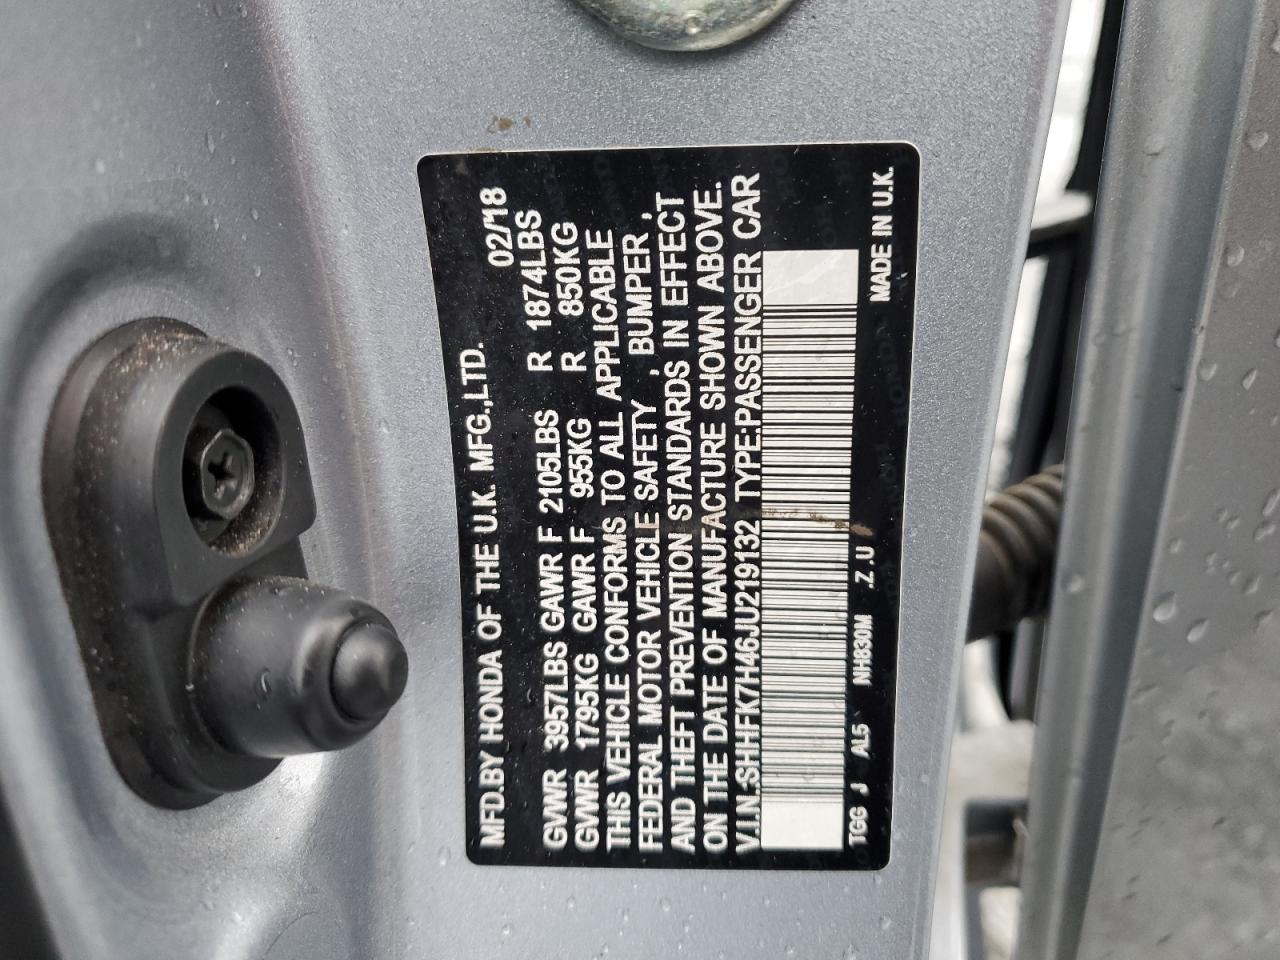 MFD.BY HONDA OF THE U.K. MFG.,LTD. 02/'18
GVWR 3957LBS GAWR F 2105LBS R 1874LBS
GVWR 1795KG GAWR F 955KG R 850KG
THIS VEHICLE CONFORMS TO ALL APPLICABLE
FEDERAL MOTOR VEHICLE SAFETY , BUMPER ,
AND THEFT PREVENTION STANDARDS IN EFFECT
ON THE DATE OF MANUFACTURE SHOWN ABOVE.
V.I.N.:SHHFK7H46JU219132 TYPE:PASSENGER CAR
TGG J AL5 NH830M .Z.U MADE IN U.K.